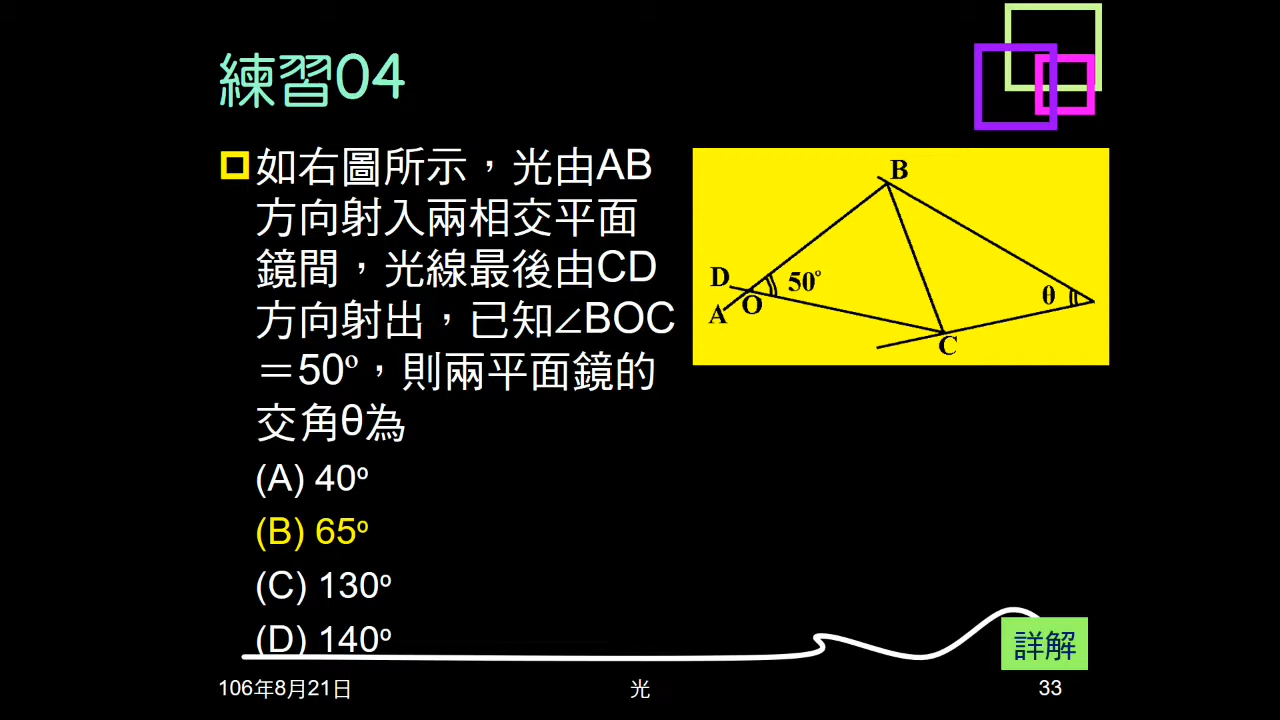 練習04
如右圖所示，光由AB
方向射入兩相交平面
鏡間，光線最後由CD
方向射出，已知∠BOC
＝50º，則兩平面鏡的
交角θ為
(A) 40º
(B) 65º
(C) 130º
(D) 140º
B
D
50º
θ
A
O
C
詳解
106年8月21日
光
33